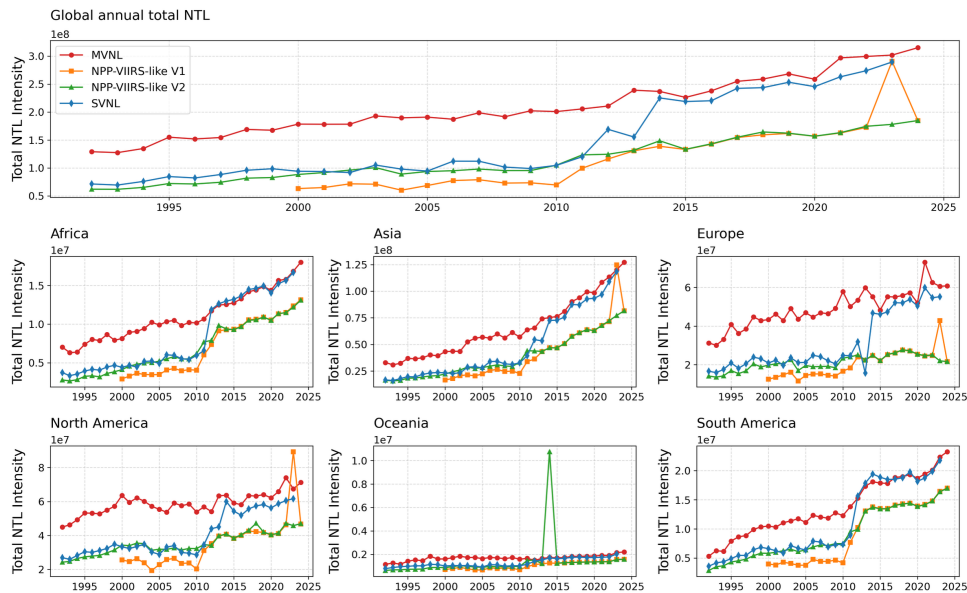 Global annual total NTL
1e8
Total NTL Intensity
3.0
2.5
2.0
1.5
1.0
0.5
MVNL
NPP-VIIRS-like V1
NPP-VIIRS-like V2
SVNL
1995 2000 2005 2010 2015 2020 2025
Africa
1e7
Total NTL Intensity
1.5
1.0
0.5
1995 2000 2005 2010 2015 2020 2025
Asia
1e8
Total NTL Intensity
1.25
1.00
0.75
0.50
0.25
1995 2000 2005 2010 2015 2020 2025
Europe
1e7
Total NTL Intensity
6
4
2
1995 2000 2005 2010 2015 2020 2025
North America
1e7
Total NTL Intensity
8
6
4
2
1995 2000 2005 2010 2015 2020 2025
Oceania
1e7
Total NTL Intensity
1.0
0.8
0.6
0.4
0.2
1995 2000 2005 2010 2015 2020 2025
South America
1e7
Total NTL Intensity
2.0
1.5
1.0
0.5
1995 2000 2005 2010 2015 2020 2025